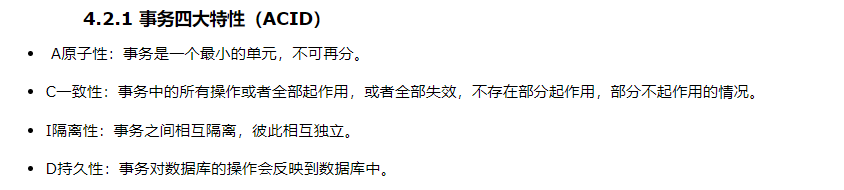 4.2.1 事务四大特性（ACID）
• A原子性：事务是一个最小的单元，不可再分。
• C一致性：事务中的所有操作或者全部起作用，或者全部失效，不存在部分起作用，部分不起作用的情况。
• I隔离性：事务之间相互隔离，彼此相互独立。
• D持久性：事务对数据库的操作会反映到数据库中。